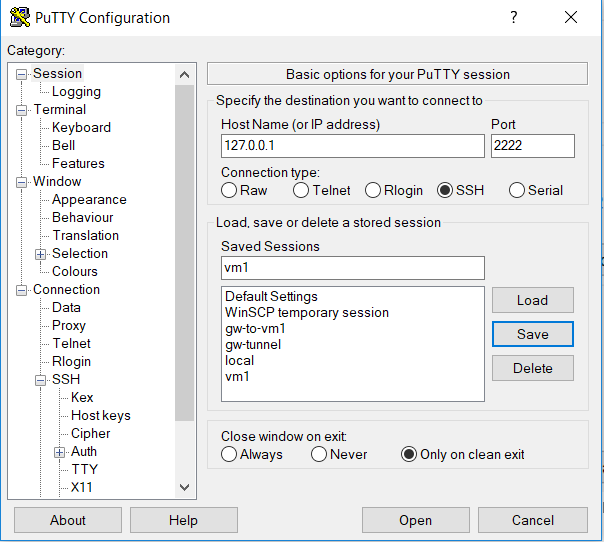 PuTTY Configuration
?
Category:
Session
Logging
Terminal
Keyboard
Bell
Features
Window
Appearance
Behaviour
Translation
Selection
Colours
Connection
Data
Proxy
Telnet
Rlogin
SSH
Kex
Host keys
Cipher
Auth
TTY
X11
Basic options for your PuTTY session
Specify the destination you want to connect to
Host Name (or IP address) Port
127.0.0.1 2222
Connection type:
Raw Telnet Rlogin SSH Serial
Load, save or delete a stored session
Saved Sessions
vm1
Default Settings
WinSCP temporary session
gw-to-vm1
gw-tunnel
local
vm1
Load
Save
Delete
Close window on exit:
Always Never Only on clean exit
About Help Open Cancel